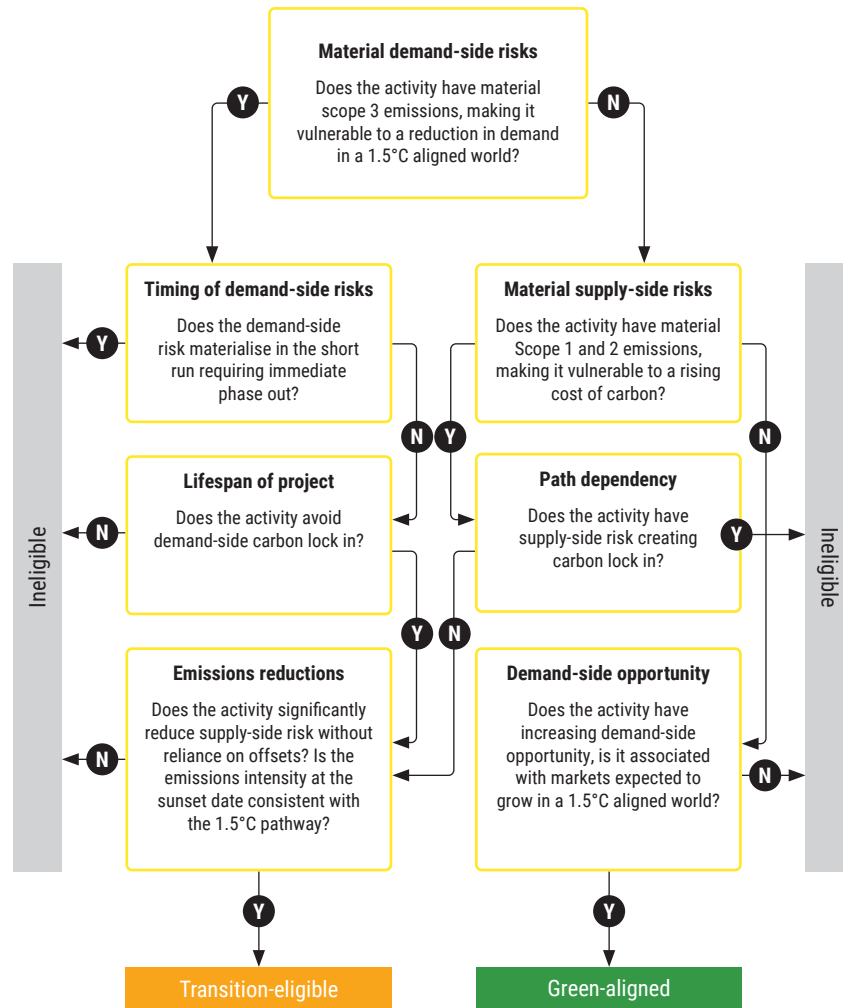 Material demand-side risks
Does the activity have material
scope 3 emissions, making it
vulnerable to a reduction in demand
in a 1.5°C aligned world?
Y
N
Timing of demand-side risks
Does the demand-side
risk materialise in the short
run requiring immediate
phase out?
Y
N
Material supply-side risks
Does the activity have material
Scope 1 and 2 emissions,
making it vulnerable to a rising
cost of carbon?
Y
N
Ineligible
Lifespan of project
Does the activity avoid
demand-side carbon lock in?
N
Y
Path dependency
Does the activity have
supply-side risk creating
carbon lock in?
Y
N
Ineligible
Emissions reductions
Does the activity significantly
reduce supply-side risk without
reliance on offsets? Is the
emissions intensity at the
sunset date consistent with
the 1.5°C pathway?
N
Y
Demand-side opportunity
Does the activity have
increasing demand-side
opportunity, is it associated
with markets expected to
grow in a 1.5°C aligned world?
N
Y
Transition-eligible
Green-aligned